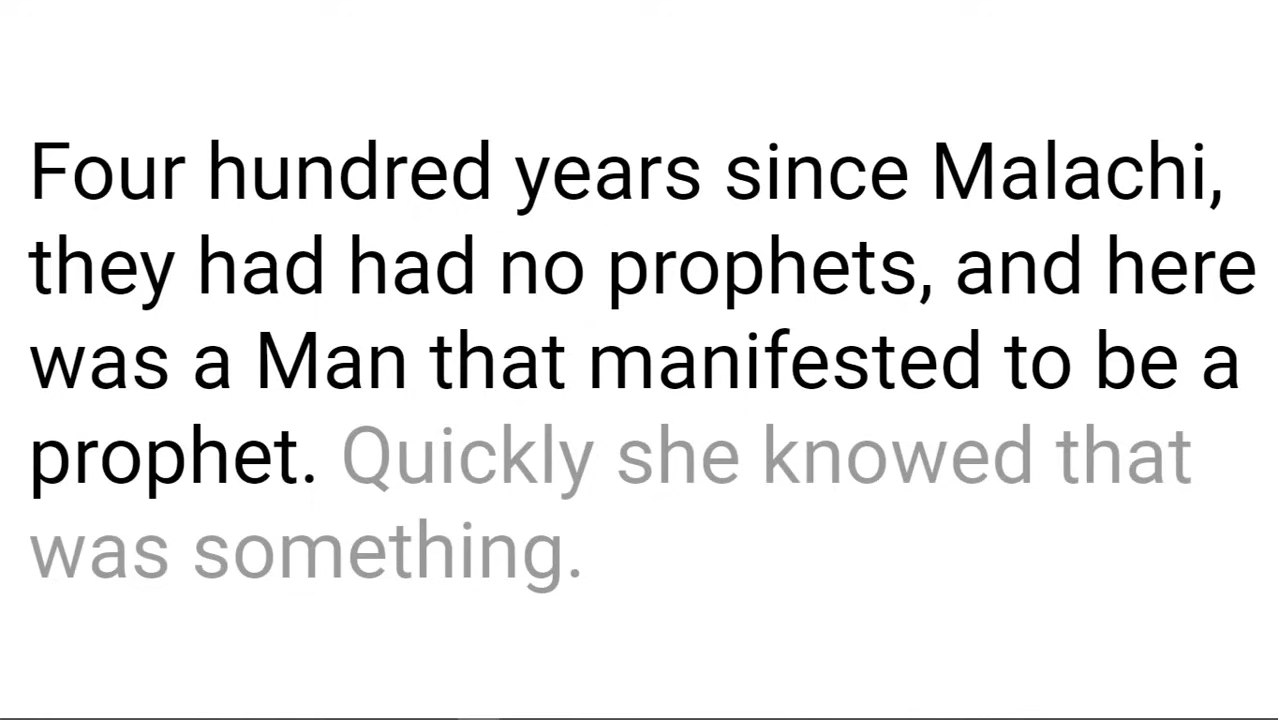 Four hundred years since Malachi,
they had had no prophets, and here
was a Man that manifested to be a
prophet. Quickly she knowed that
was something.